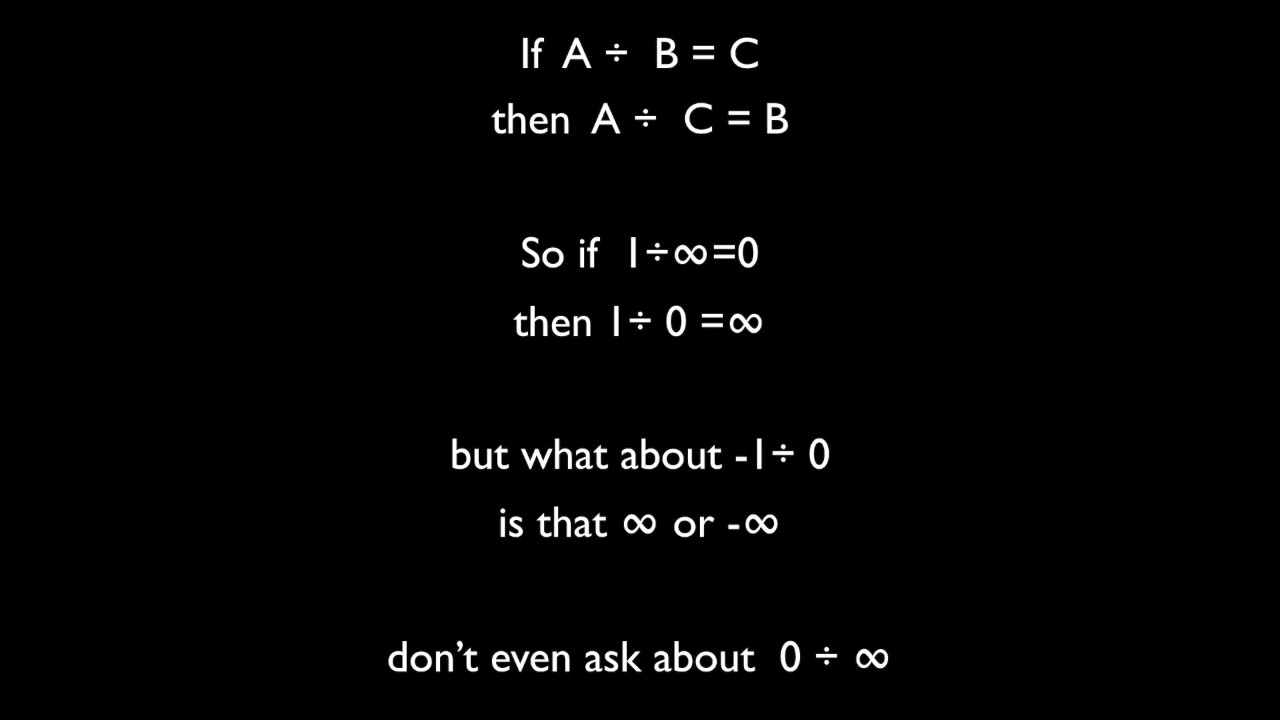 If A ÷ B = C
then A ÷ C = B
So if 1÷∞=0
then 1÷ 0 =∞
but what about -1÷ 0
is that ∞ or -∞
don’t even ask about 0 ÷ ∞